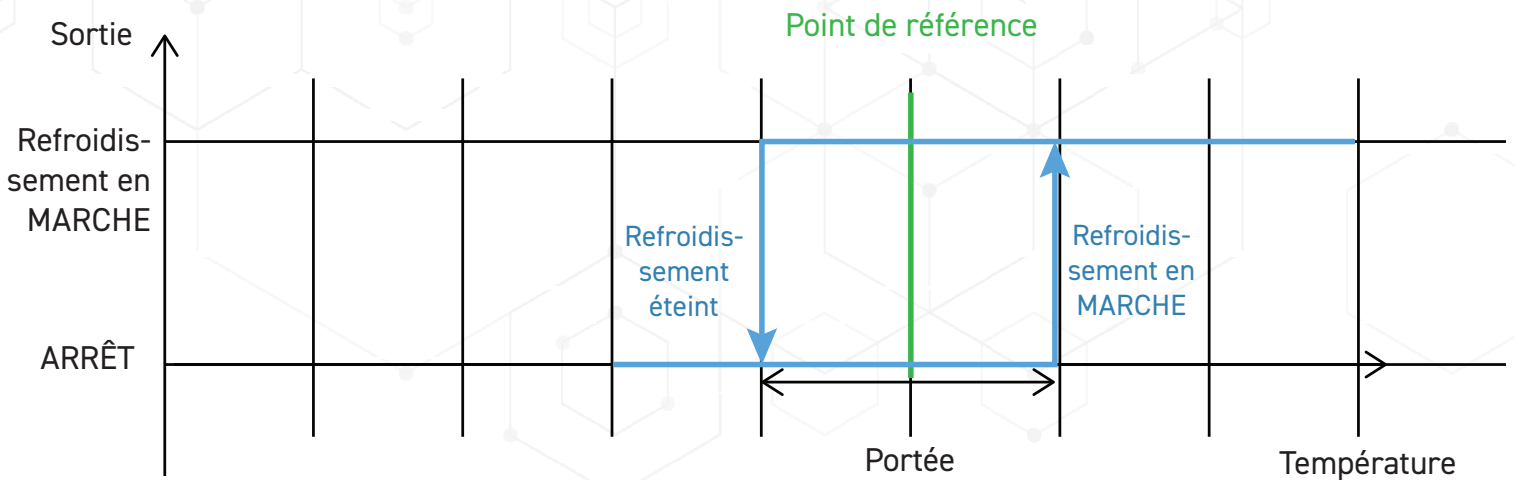 Point de référence
Sortie
Refroidis-
sement en
MARCHE
Refroidis-
sement
éteint
Refroidis-
sement en
MARCHE
ARRÊT
Portée
Température